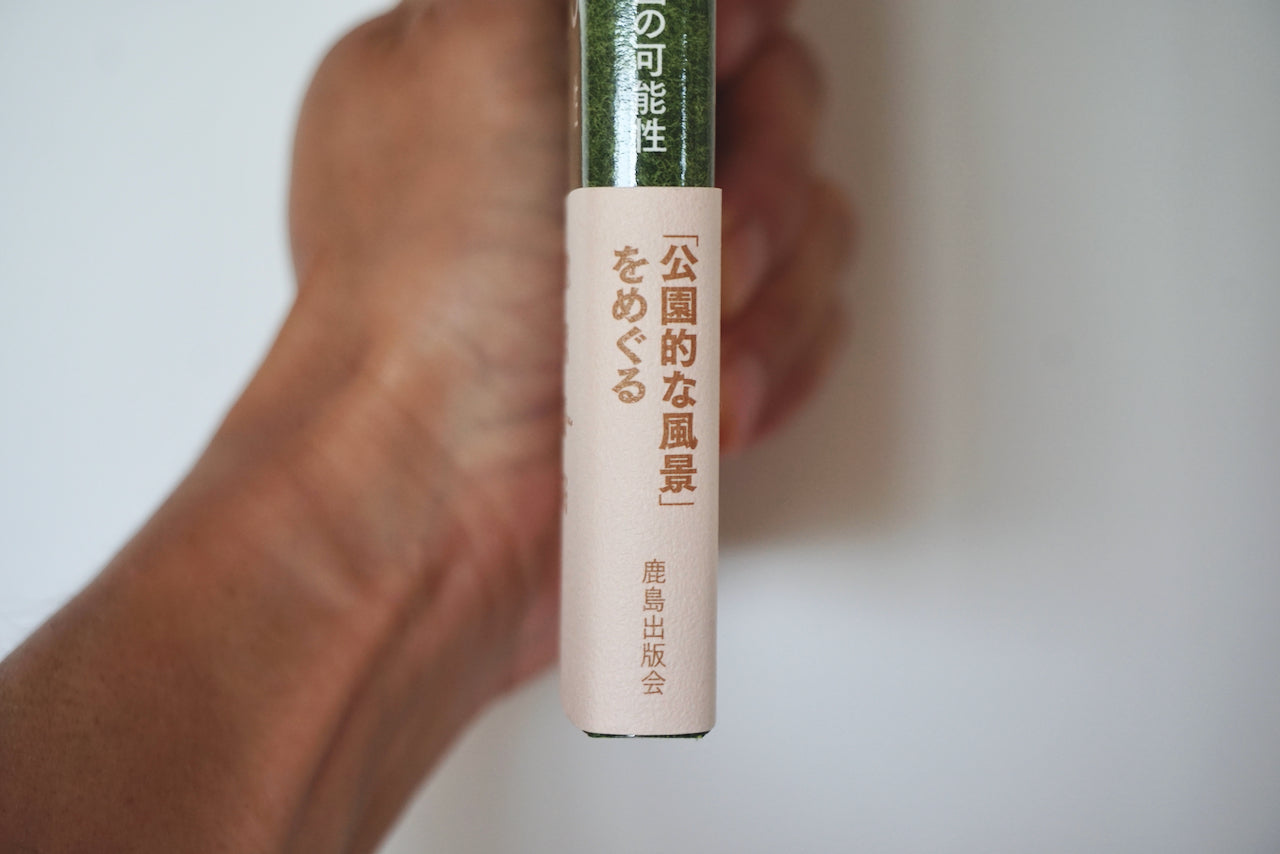 の可能性
「公園的な風景」
をめぐる
鹿島出版会